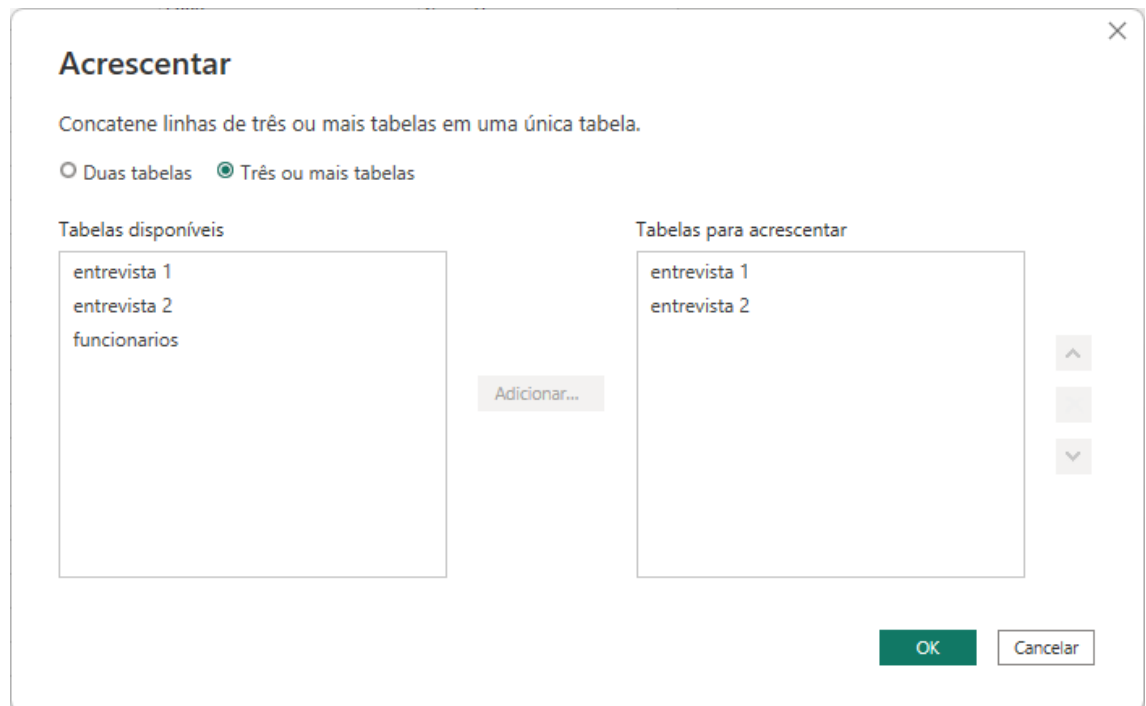 Acrescentar
Concatene linhas de três ou mais tabelas em uma única tabela.
Duas tabelas Três ou mais tabelas
Tabelas disponíveis
entrevista 1
entrevista 2
funcionarios
Adicionar...
Tabelas para acrescentar
entrevista 1
entrevista 2
OK Cancelar